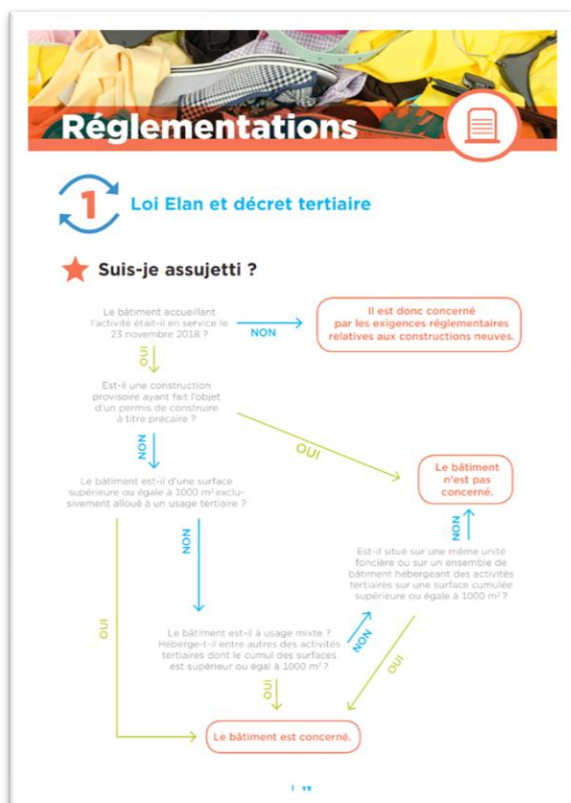 Réglementations
1
Loi Elan et décret tertiaire
Suis-je assujetti ?
Le bâtiment accueillant
l'activité était-il en service le
23 novembre 2018 ?
NON
Il est donc concerné
par les exigences réglementaires
relatives aux constructions neuves.
OUI
Est-il une construction
provisoire ayant fait l'objet
d'un permis de construire
à titre précaire ?
NON
OUI
Le bâtiment
n'est pas
concerné.
Le bâtiment est-il d'une surface
supérieure ou égale à 1000 m² exclu-
sivement alloué à un usage tertiaire ?
NON
NON
Est-il situé sur une même unité
foncière ou sur un ensemble de
bâtiment hébergeant des activités
tertiaires sur une surface cumulée
supérieure ou égale à 1000 m² ?
OUI
Le bâtiment est-il à usage mixte ?
Héberge-t-il entre autres des activités
tertiaires dont le cumul des surfaces
est supérieur ou égal à 1000 m² ?
NON
OUI
OUI
Le bâtiment est concerné.